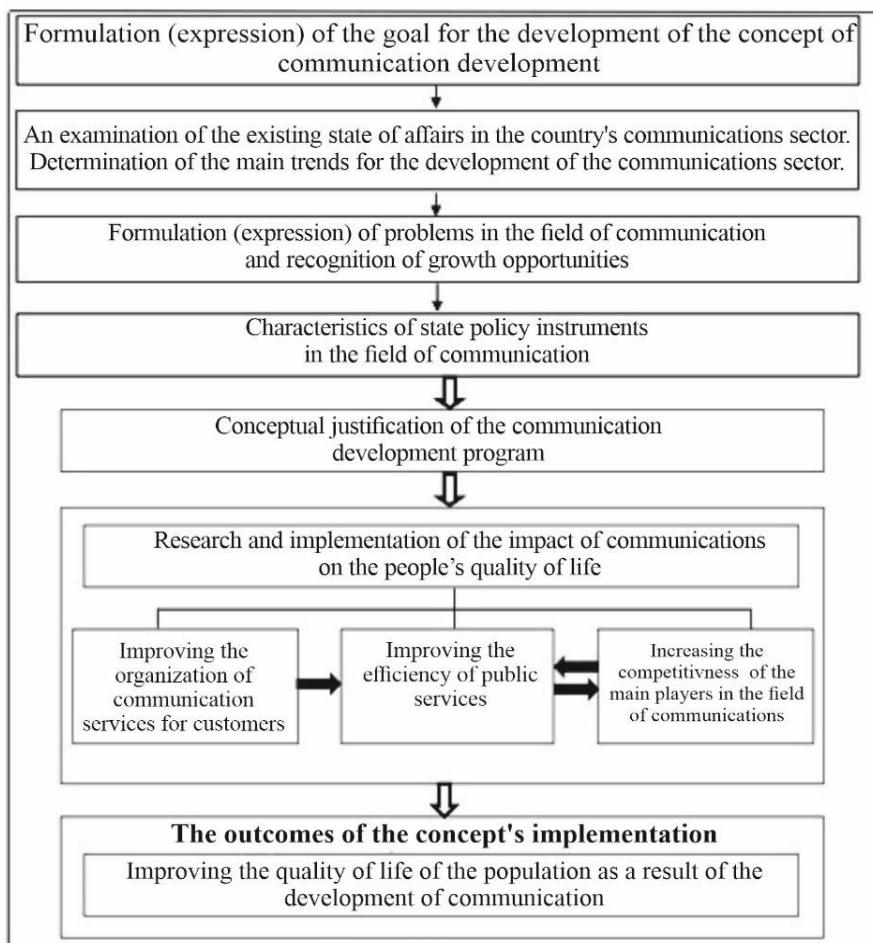 Formulation (expression) of the goal for the development of the concept of
communication development
An examination of the existing state of affairs in the country's communications sector.
Determination of the main trends for the development of the communications sector.
Formulation (expression) of problems in the field of communication
and recognition of growth opportunities
Characteristics of state policy instruments
in the field of communication
Conceptual justification of the communication
development program
Research and implementation of the impact of communications
on the people's quality of life
Improving the
organization of
communication
services for customers
Improving the
efficiency of public
services
Increasing the
competitivness of the
main players in the field
of communications
The outcomes of the concept's implementation
Improving the quality of life of the population as a result of the
development of communication